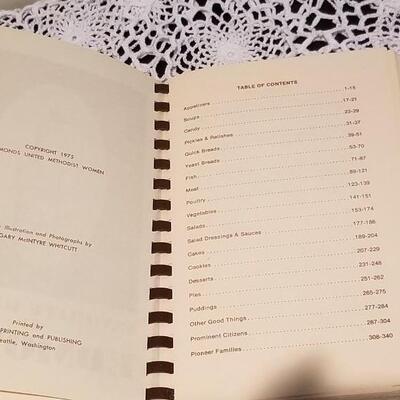 COPYRIGHT 1975
MONDS UNITED METHODIST WOMEN
Illustration and Photographs by
GARY McINTYRE WHITCUTT
Printed by
PRINTING and PUBLISHING
eattle, Washington
TABLE OF CONTENTS
Appetizers 1-15
Soups 17-21
Candy 23-29
Pickles & Relishes 31-37
Quick Breads 39-51
Yeast Breads 53-70
Fish 71-87
Meat 89-121
Poultry 123-139
Vegetables 141-151
Salads 153-174
Salad Dressings & Sauces 177-186
Cakes 189-204
Cookies 207-229
Desserts 231-248
Pies 251-262
Puddings 265-275
Other Good Things 277-284
Prominent Citizens 287-304
Pioneer Families 308-340